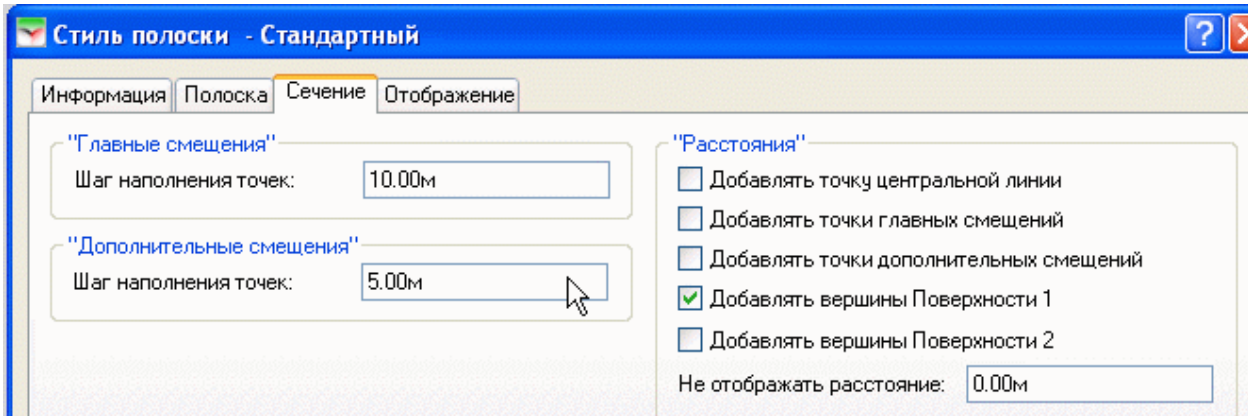 Стиль полоски - Стандартный
Информация Полоска Сечение Отображение
"Главные смещения"
Шаг наполнения точек: 10.00м
"Дополнительные смещения"
Шаг наполнения точек: 5.00м
"Расстояния"
Добавлять точку центральной линии
Добавлять точки главных смещений
Добавлять точки дополнительных смещений
Добавлять вершины Поверхности 1
Добавлять вершины Поверхности 2
Не отображать расстояние: 0.00м